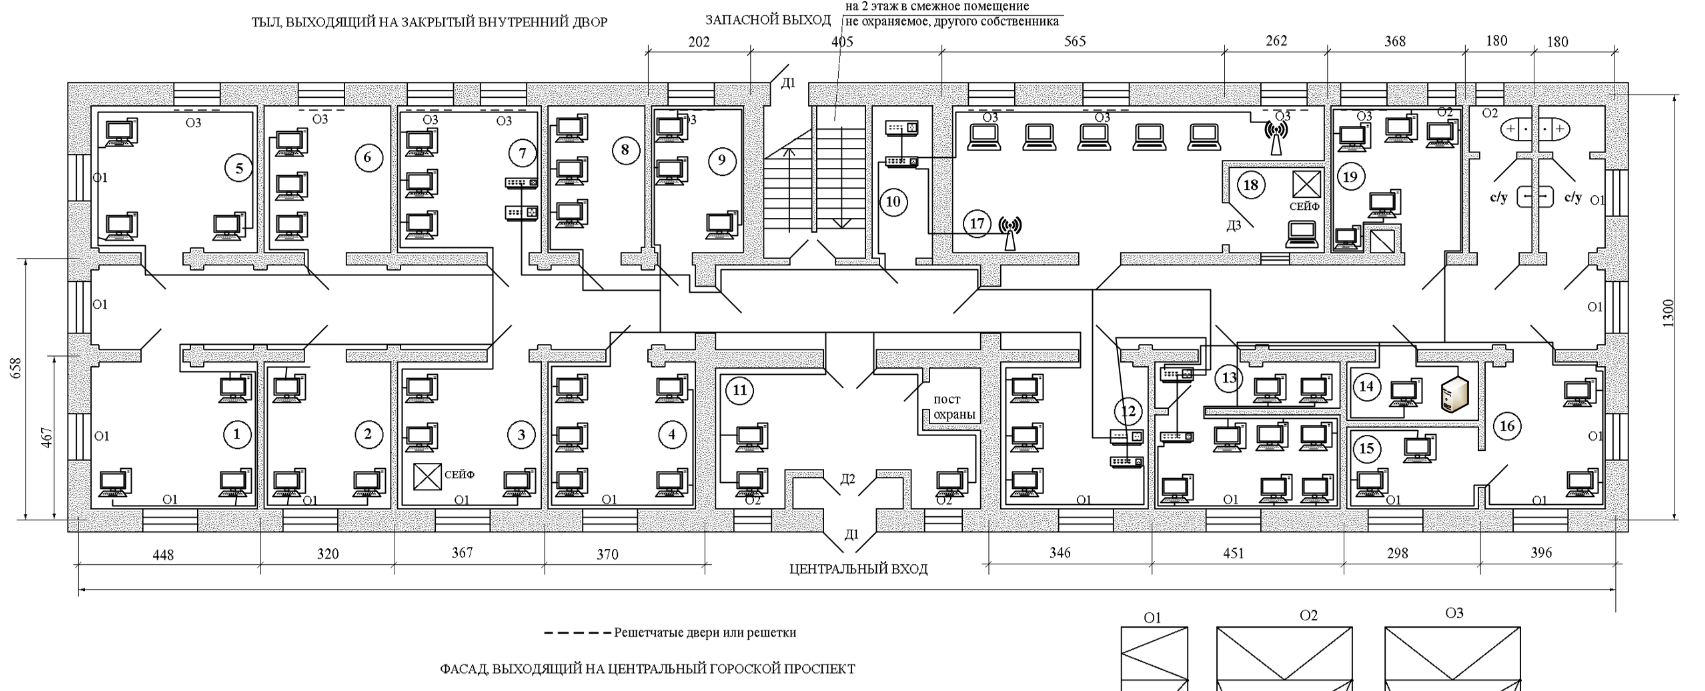 на 2 этаж в смежное помещение
ТЫЛ, ВЫХОДЯЩИЙ НА ЗАКРЫТЫЙ ВНУТРЕННИЙ ДВОР
ЗАПАСНОЙ ВЫХОД
не охраняемое, другого собственника
202
405
565
262
368
180
180
Д1
О3
О3
О3
О3
О3
О3
О3
О3
О3
О2
О2
5
6
7
8
9
10
17
18
19
СЕЙФ
Д3
с/у
с/у
О1
О1
О1
О1
658
1300
467
1
2
3
4
11
пост
охраны
12
13
14
15
16
СЕЙФ
О1
О1
О1
О1
О1
О1
О2
Д2
О2
О1
О1
О1
О1
Д1
448
320
367
370
346
451
298
396
ЦЕНТРАЛЬНЫЙ ВХОД
Решетчатые двери или решетки
ФАСАД, ВЫХОДЯЩИЙ НА ЦЕНТРАЛЬНЫЙ ГОРОСКОЙ ПРОСПЕКТ
О1
О2
О3